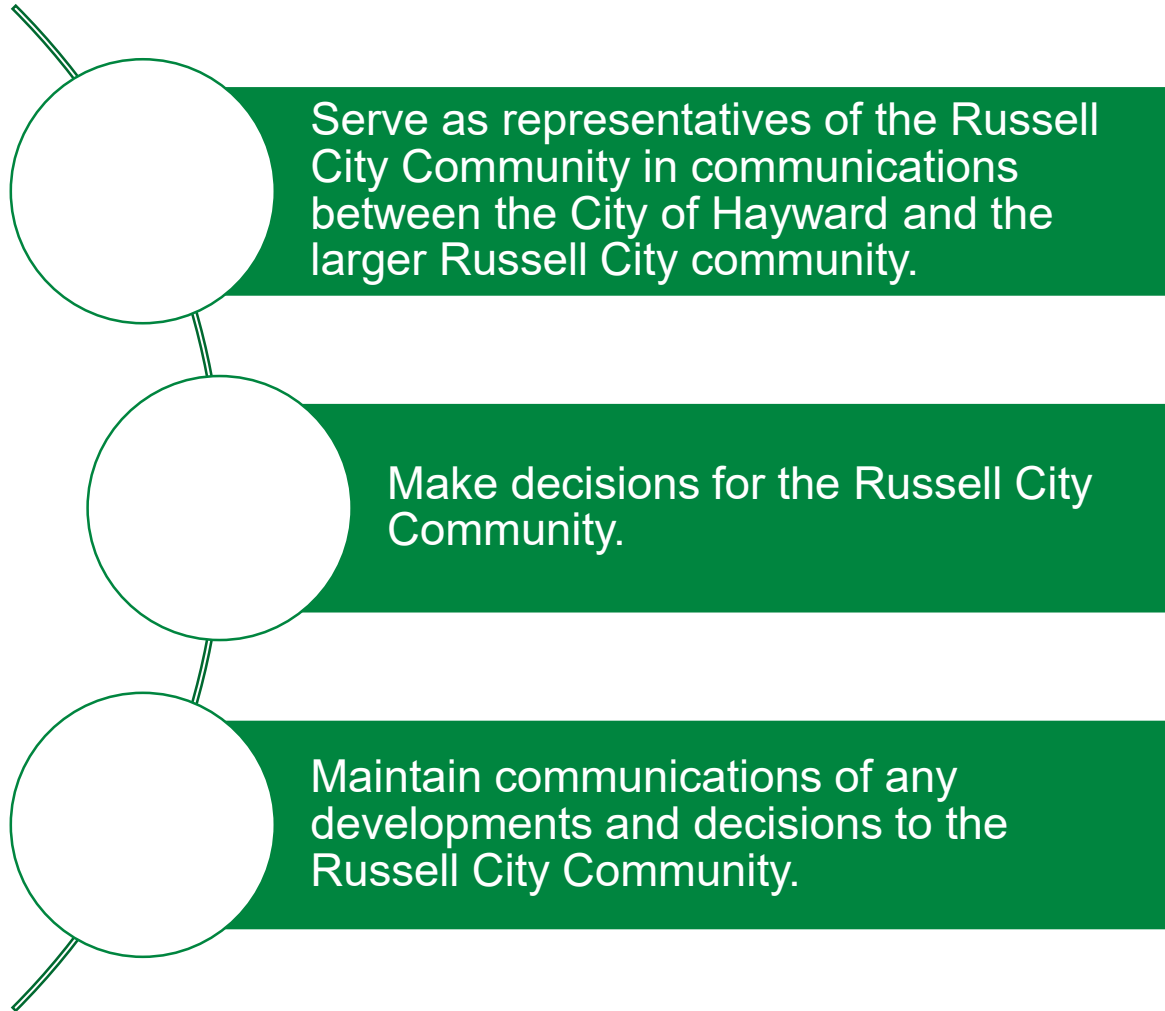 Serve as representatives of the Russell
City Community in communications
between the City of Hayward and the
larger Russell City community.
Make decisions for the Russell City
Community.
Maintain communications of any
developments and decisions to the
Russell City Community.